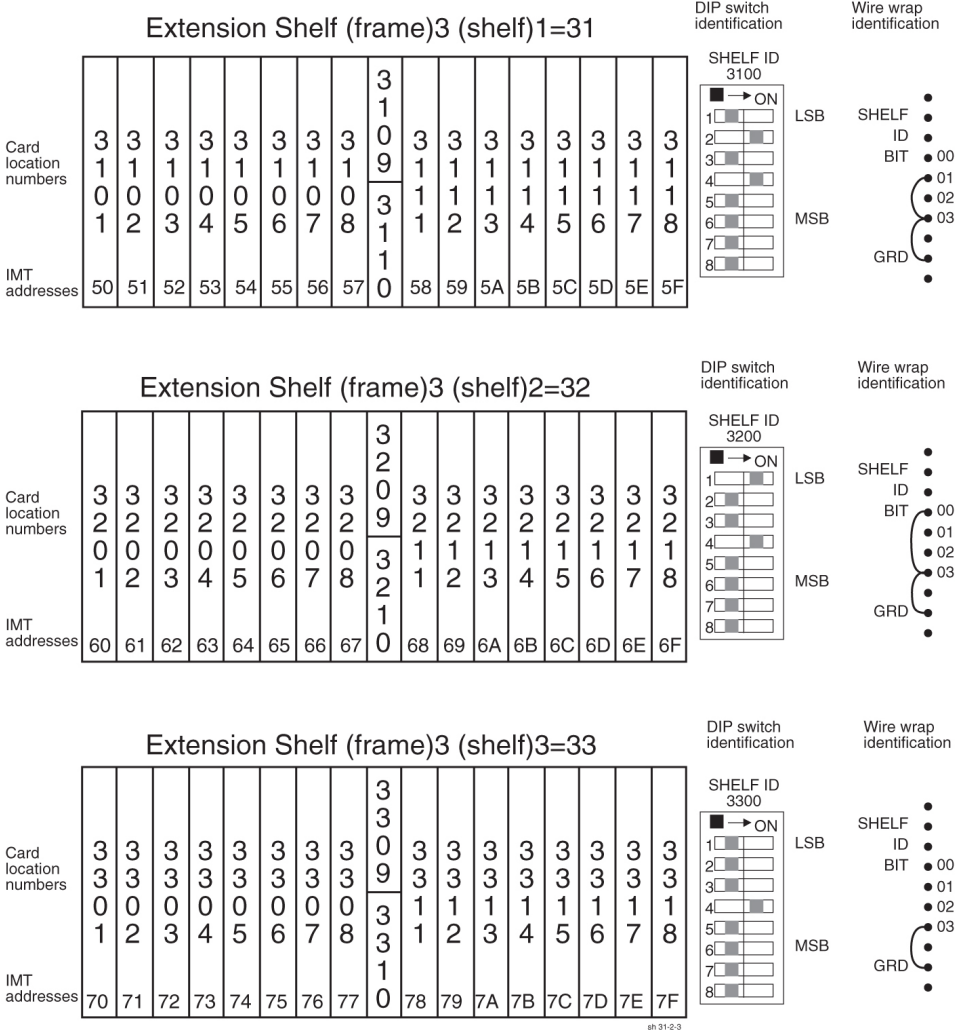 Extension Shelf (frame)3 (shelf)1=31
DIP switch
identification
Wire wrap
identification
Card
location
numbers
3101 3102 3103 3104 3105 3106 3107 3108 3109 3110 3111 3112 3113 3114 3115 3116 3117 3118
IMT
addresses
50 51 52 53 54 55 56 57 58 59 5A 5B 5C 5D 5E 5F
SHELF ID
3100
ON
1 LSB
2
3
4
5
6 MSB
7
8
SHELF
ID
BIT 00
01
02
03
GRD
Extension Shelf (frame)3 (shelf)2=32
DIP switch
identification
Wire wrap
identification
Card
location
numbers
3201 3202 3203 3204 3205 3206 3207 3208 3209 3210 3211 3212 3213 3214 3215 3216 3217 3218
IMT
addresses
60 61 62 63 64 65 66 67 68 69 6A 6B 6C 6D 6E 6F
SHELF ID
3200
ON
1 LSB
2
3
4
5
6 MSB
7
8
SHELF
ID
BIT 00
01
02
03
GRD
Extension Shelf (frame)3 (shelf)3=33
DIP switch
identification
Wire wrap
identification
Card
location
numbers
3301 3302 3303 3304 3305 3306 3307 3308 3309 3310 3311 3312 3313 3314 3315 3316 3317 3318
IMT
addresses
70 71 72 73 74 75 76 77 78 79 7A 7B 7C 7D 7E 7F
SHELF ID
3300
ON
1 LSB
2
3
4
5
6 MSB
7
8
SHELF
ID
BIT 00
01
02
03
GRD
sh 31-2-3